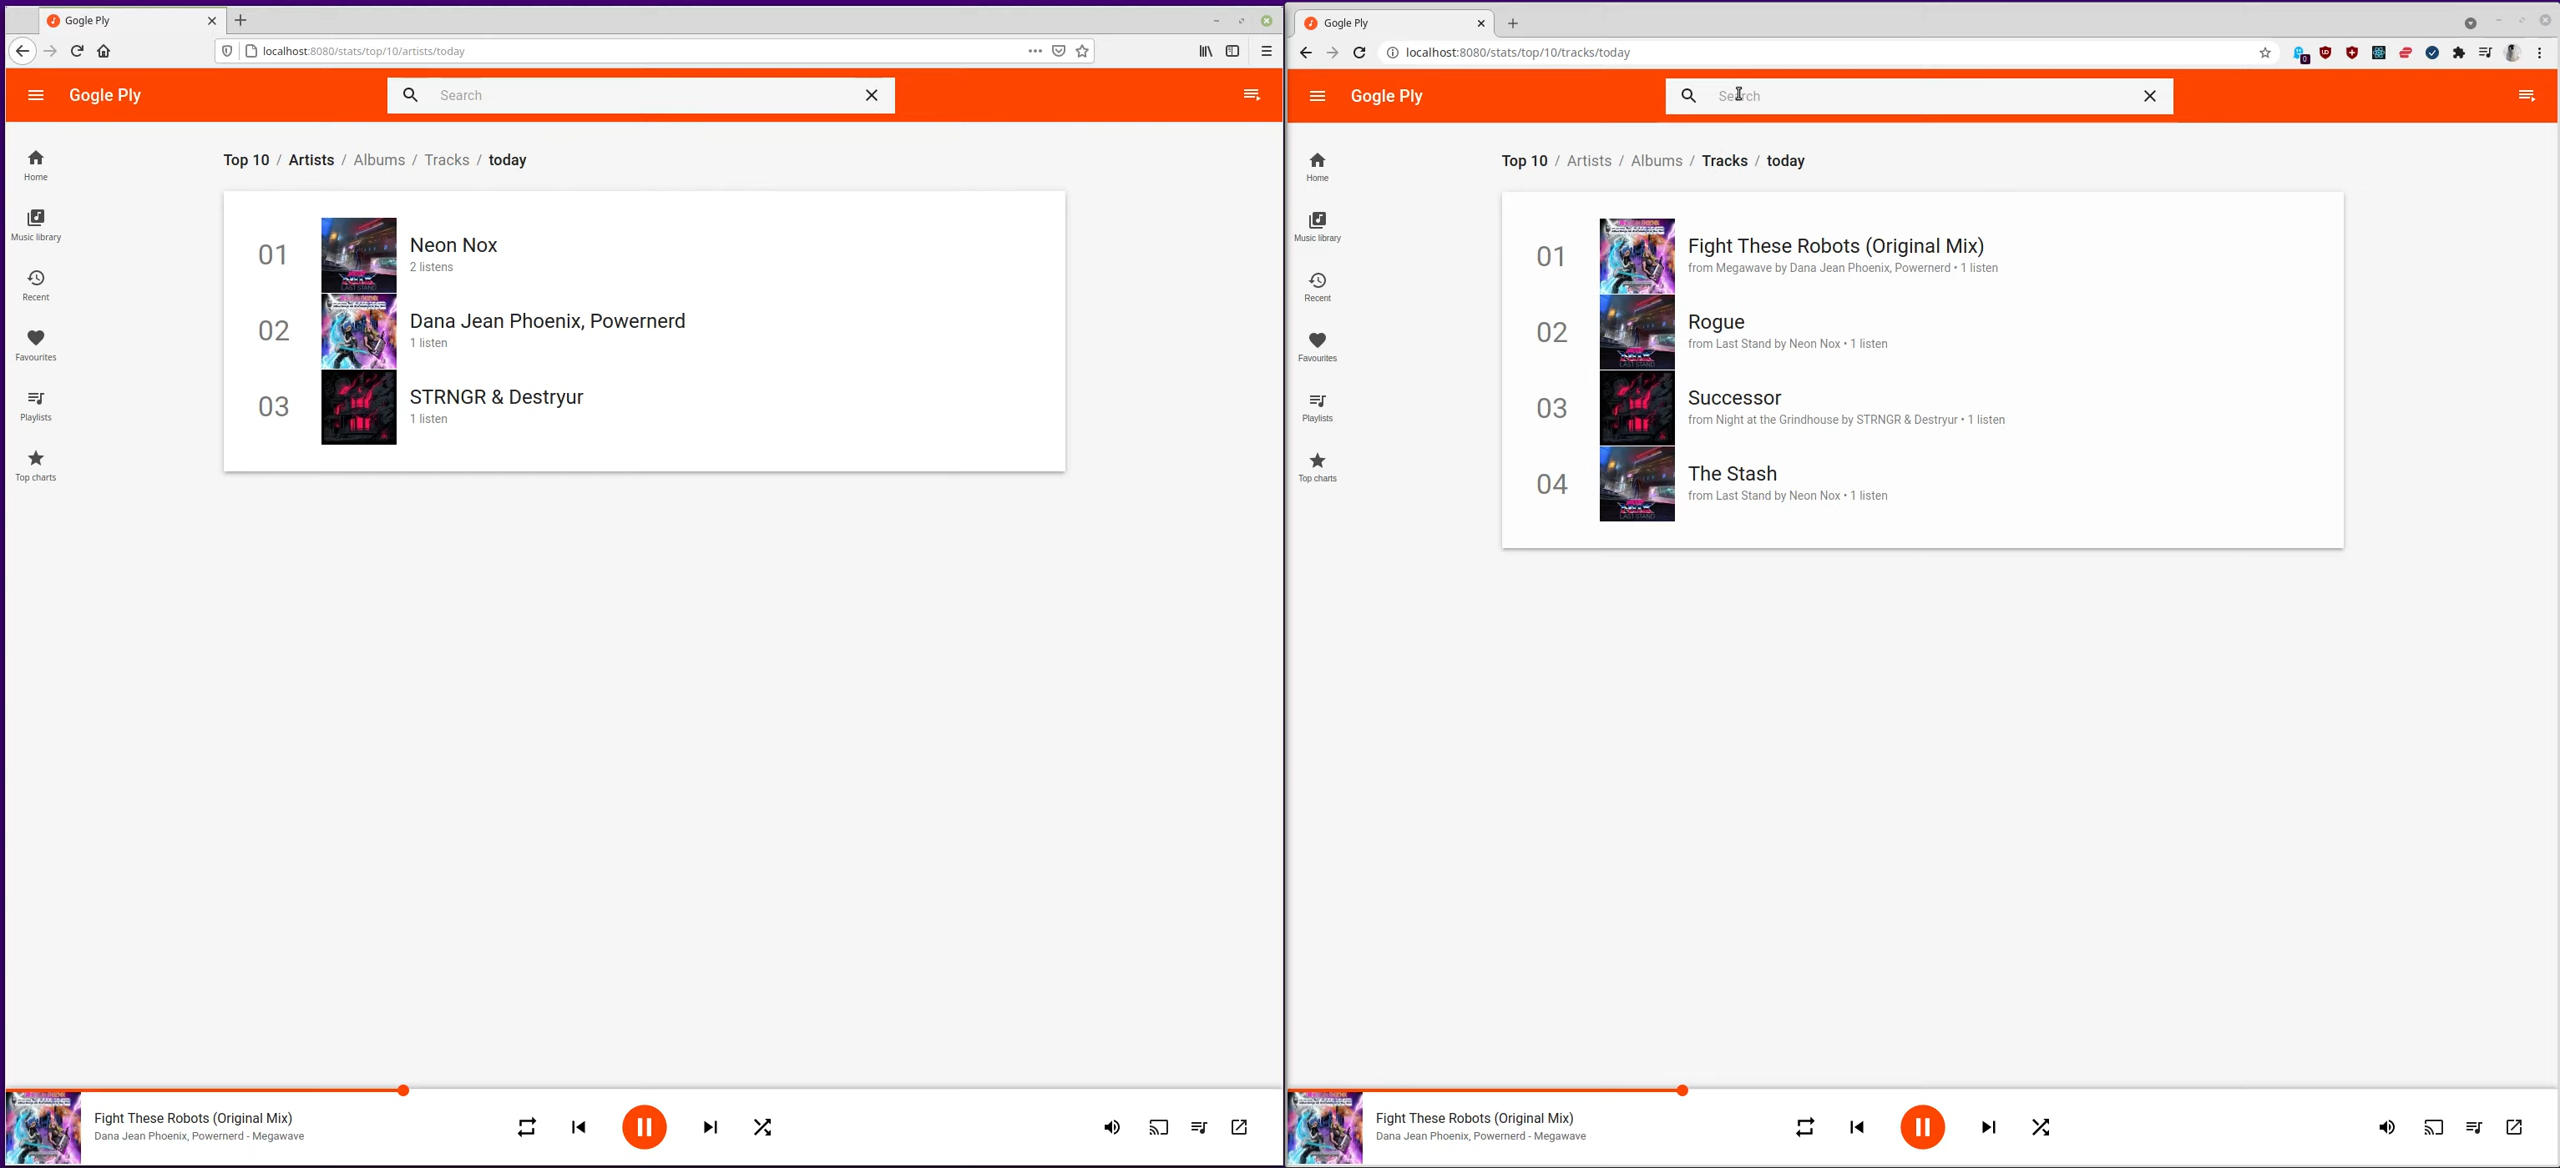 Gogle Ply
localhost:8080/stats/top/10/artists/today
Gogle Ply
Search
Home
Music library
Recent
Favourites
Playlists
Top charts
Top 10 / Artists / Albums / Tracks / today
01
Neon Nox
2 listens
02
Dana Jean Phoenix, Powernerd
1 listen
03
STRNGR & Destryur
1 listen
Fight These Robots (Original Mix)
Dana Jean Phoenix, Powernerd - Megawave
Gogle Ply
localhost:8080/stats/top/10/tracks/today
0
Gogle Ply
Search
Home
Music library
Recent
Favourites
Playlists
Top charts
Top 10 / Artists / Albums / Tracks / today
01
Fight These Robots (Original Mix)
from Megawave by Dana Jean Phoenix, Powernerd • 1 listen
02
Rogue
from Last Stand by Neon Nox • 1 listen
03
Successor
from Night at the Grindhouse by STRNGR & Destryur • 1 listen
04
The Stash
from Last Stand by Neon Nox • 1 listen
Fight These Robots (Original Mix)
Dana Jean Phoenix, Powernerd - Megawave